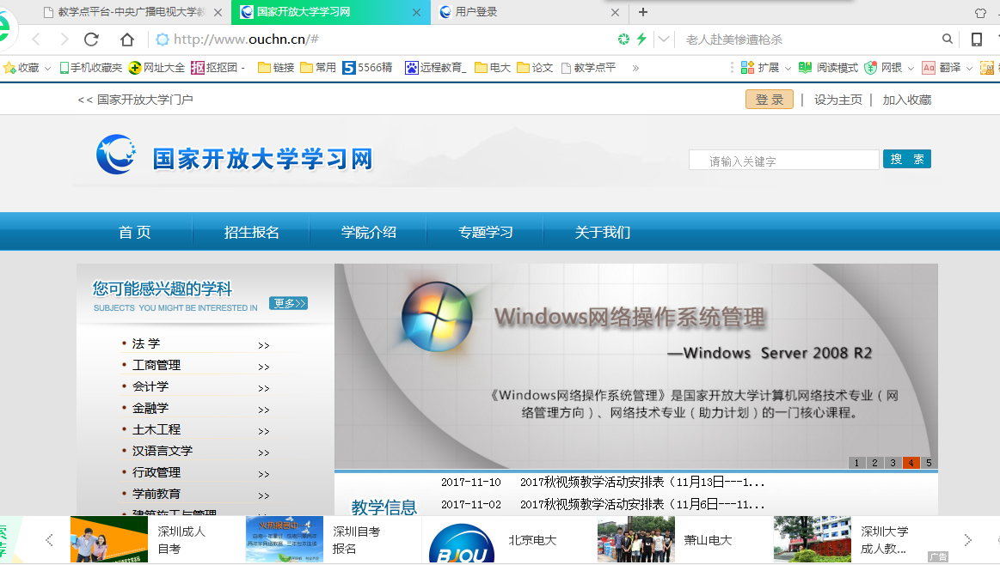 教学点平台-中央广播电视大学教
国家开放大学学习网
用户登录
http://www.ouchn.cn/#
老人赴美惨遭枪杀
收藏
手机收藏夹
网址大全
抠抠团 -
链接
常用
5566精
远程教育_
电大
论文
教学点平
»
扩展
阅读模式
网银
翻译
<< 国家开放大学门户
登 录
设为主页
加入收藏
国家开放大学学习网
请输入关键字
搜 索
首 页
招生报名
学院介绍
专题学习
关于我们
您可能感兴趣的学科
SUBJECTS YOU MIGHT BE INTERESTED IN
更多>>
法 学 >>
工商管理 >>
会计学 >>
金融学 >>
土木工程 >>
汉语言文学 >>
行政管理 >>
学前教育 >>
建筑施工与管理
Windows网络操作系统管理
—Windows Server 2008 R2
《Windows网络操作系统管理》是国家开放大学计算机网络技术专业（网
络管理方向）、网络技术专业（助力计划）的一门核心课程。
1 2 3 4 5
教学信息
2017-11-10 2017秋视频教学活动安排表（11月13日---1...
2017-11-02 2017秋视频教学活动安排表（11月6日---11...
深圳成人
自考
深圳自考
报名
BJOU
北京电大
萧山电大
深圳大学
成人教...
广告